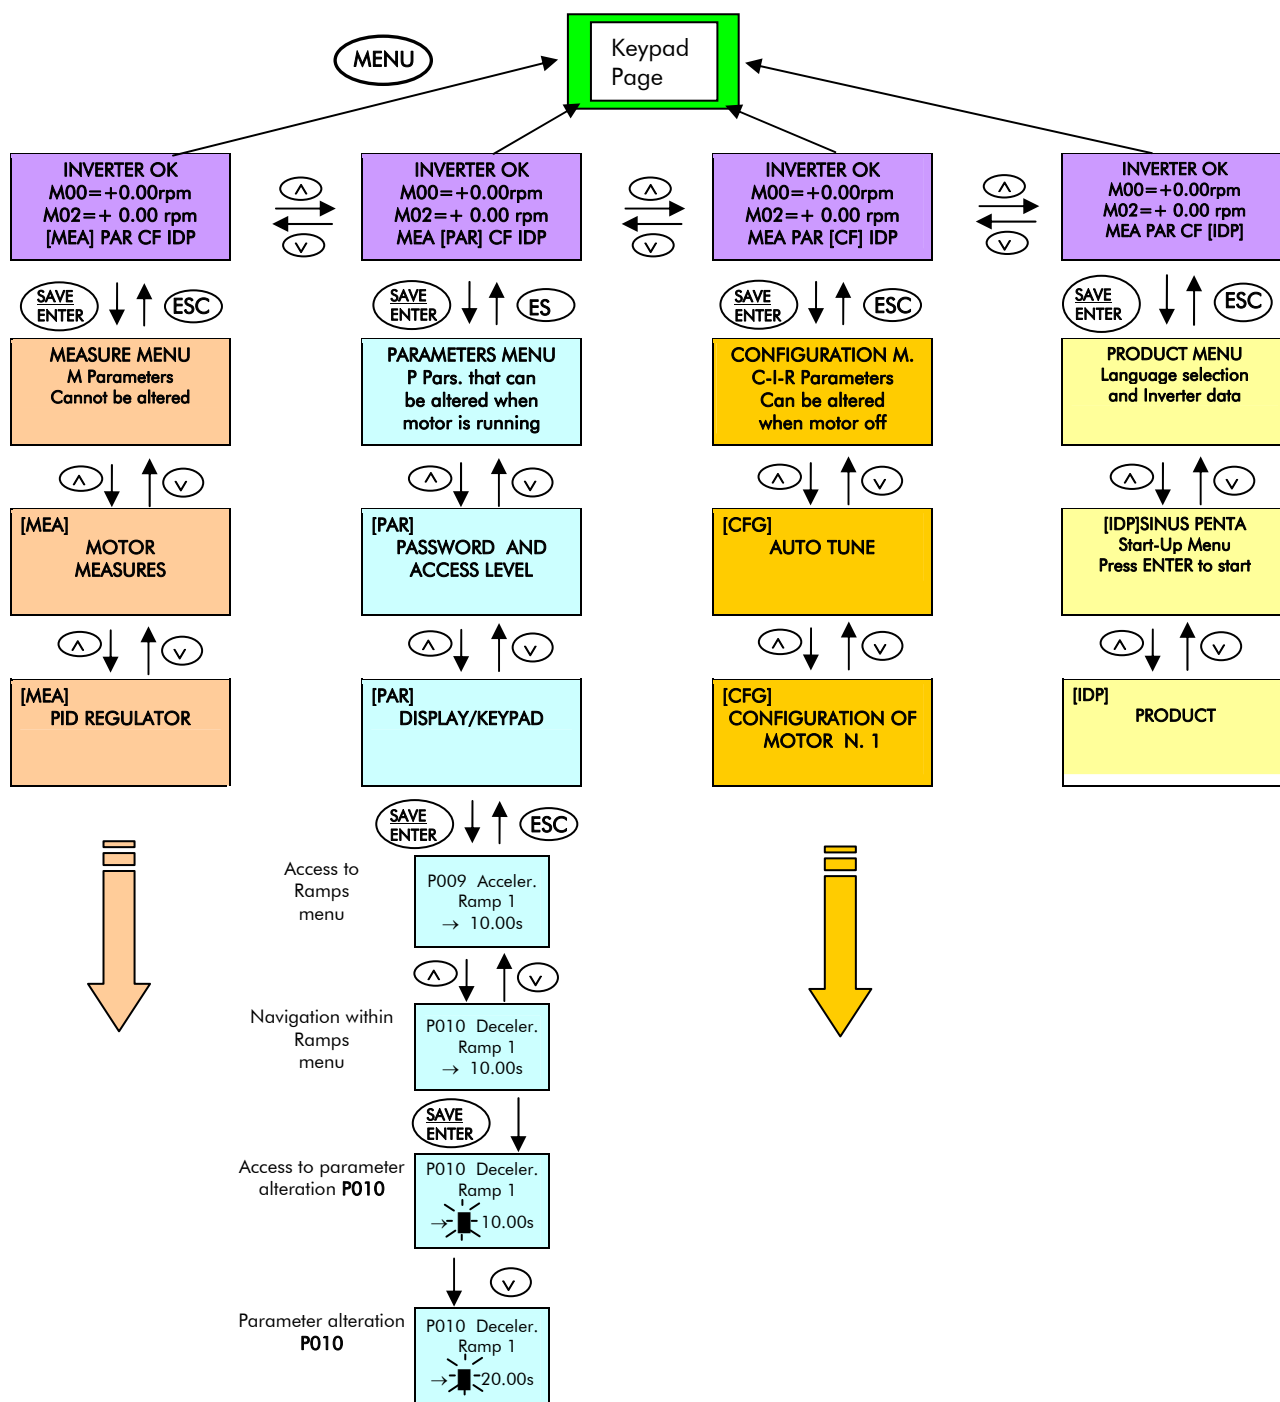 Keypad
Page
MENU
INVERTER OK
M00=+0.00rpm
M02=+ 0.00 rpm
[MEA] PAR CF IDP
^
v
INVERTER OK
M00=+0.00rpm
M02=+ 0.00 rpm
MEA [PAR] CF IDP
^
v
INVERTER OK
M00=+0.00rpm
M02=+ 0.00 rpm
MEA PAR [CF] IDP
^
v
INVERTER OK
M00=+0.00rpm
M02=+ 0.00 rpm
MEA PAR CF [IDP]
SAVE
ENTER
ESC
SAVE
ENTER
ES
SAVE
ENTER
ESC
SAVE
ENTER
ESC
MEASURE MENU
M Parameters
Cannot be altered
PARAMETERS MENU
P Pars. that can
be altered when
motor is running
CONFIGURATION M.
C-I-R Parameters
Can be altered
when motor off
PRODUCT MENU
Language selection
and Inverter data
^
v
^
v
^
v
^
v
[MEA]
MOTOR
MEASURES
[PAR]
PASSWORD AND
ACCESS LEVEL
[CFG]
AUTO TUNE
[IDP]SINUS PENTA
Start-Up Menu
Press ENTER to start
^
v
^
v
^
v
^
v
[MEA]
PID REGULATOR
[PAR]
DISPLAY/KEYPAD
[CFG]
CONFIGURATION OF
MOTOR N. 1
[IDP]
PRODUCT
SAVE
ENTER
ESC
Access to
Ramps
menu
P009 Acceler.
Ramp 1
→ 10.00s
^
v
Navigation within
Ramps
menu
P010 Deceler.
Ramp 1
→ 10.00s
SAVE
ENTER
Access to parameter
alteration P010
P010 Deceler.
Ramp 1
→ 10.00s
v
Parameter alteration
P010
P010 Deceler.
Ramp 1
→ 20.00s